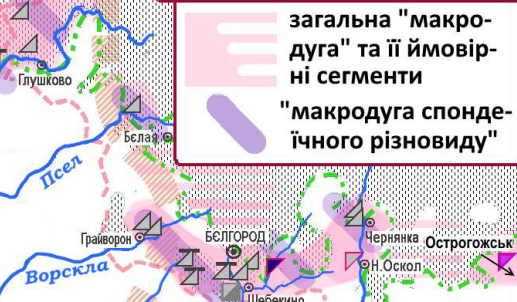 загальна "макро-
дуга" та її ймовір-
ні сегменти
"макродуга спонде-
їчного різновиду"
Глушково
Бєлая
Псел
Грайворон
БЄЛГОРОД
Чернянка
Острогожськ
Н.Оскол
Ворскла
Шебекино